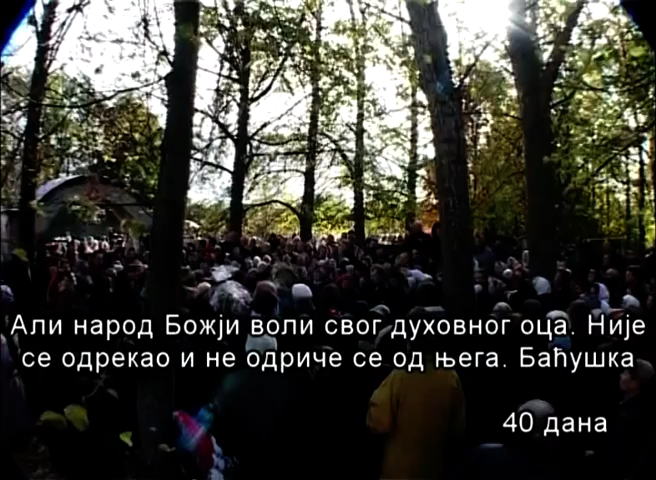 Али народ Божји воли свог духовног оца. Није
се одрекао и не одриче се од њега. Баћушка
40 дана